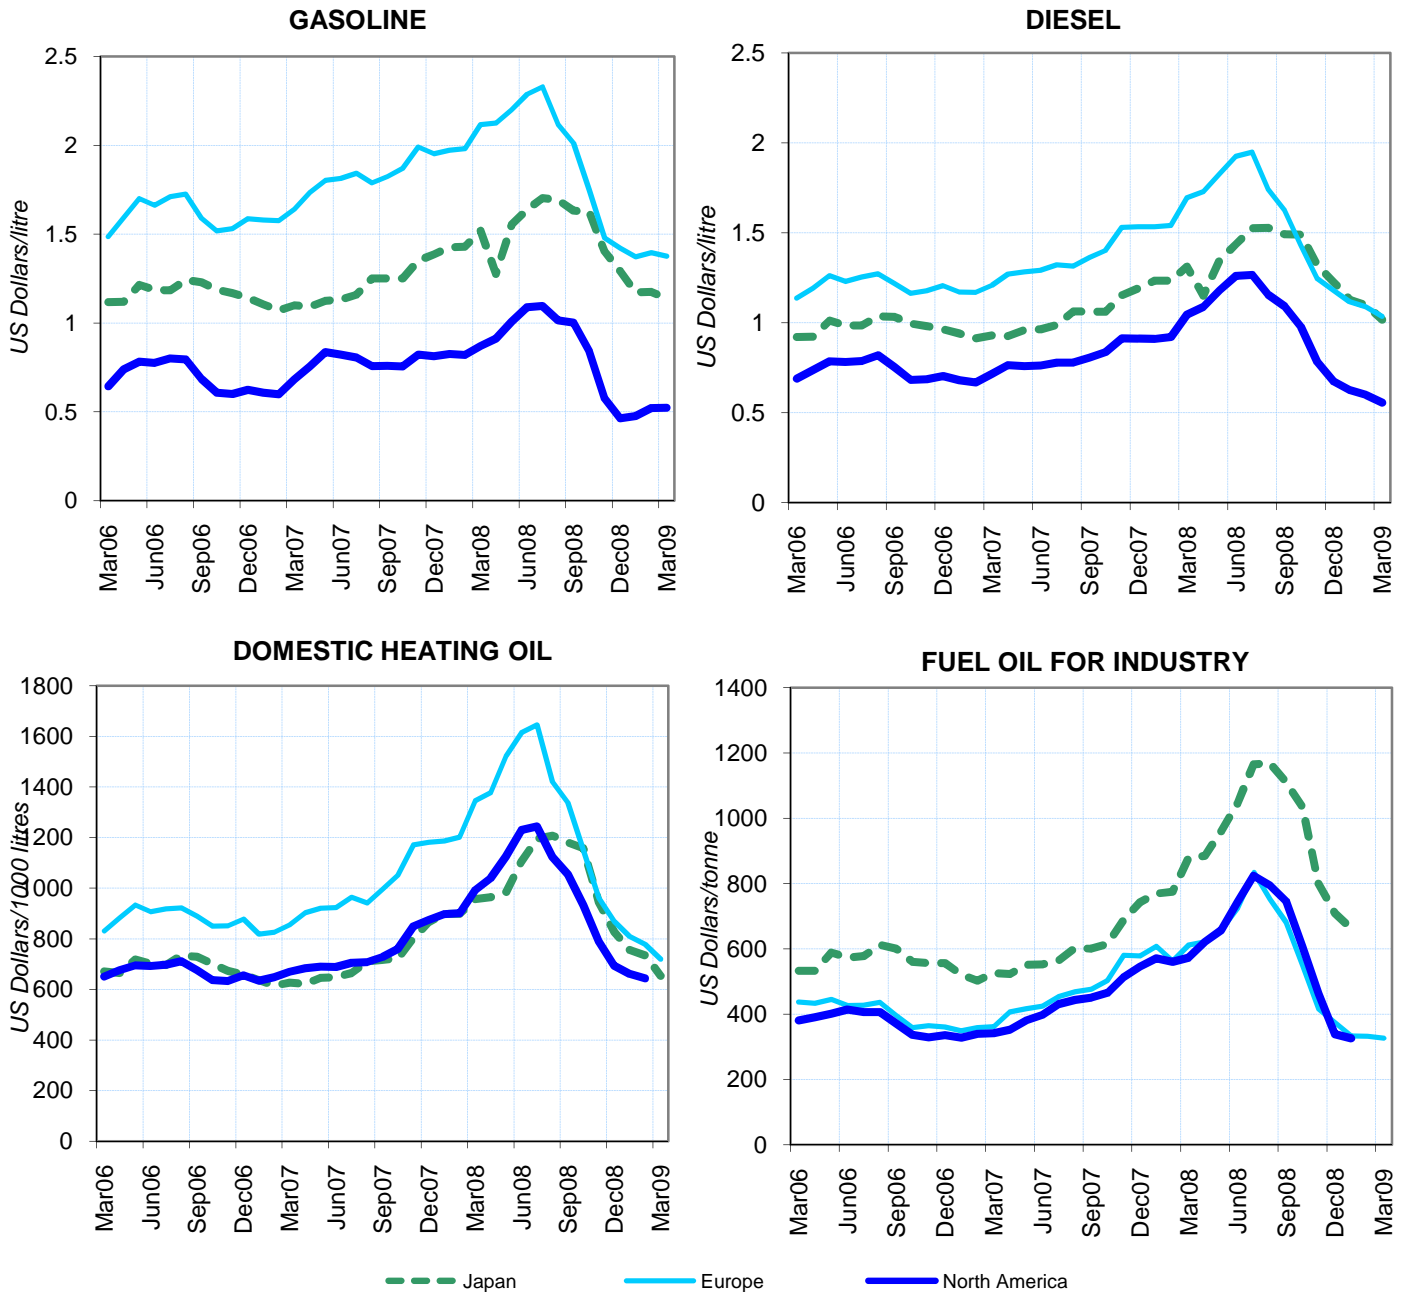 GASOLINE
2.5
2
1.5
1
0.5
0
US Dollars/litre
Mar06 Jun06 Sep06 Dec06 Mar07 Jun07 Sep07 Dec07 Mar08 Jun08 Sep08 Dec08 Mar09
DIESEL
2.5
2
1.5
1
0.5
0
US Dollars/litre
Mar06 Jun06 Sep06 Dec06 Mar07 Jun07 Sep07 Dec07 Mar08 Jun08 Sep08 Dec08 Mar09
DOMESTIC HEATING OIL
1800
1600
1400
1200
1000
800
600
400
200
0
US Dollars/1000 litres
Mar06 Jun06 Sep06 Dec06 Mar07 Jun07 Sep07 Dec07 Mar08 Jun08 Sep08 Dec08 Mar09
FUEL OIL FOR INDUSTRY
1400
1200
1000
800
600
400
200
0
US Dollars/tonne
Mar06 Jun06 Sep06 Dec06 Mar07 Jun07 Sep07 Dec07 Mar08 Jun08 Sep08 Dec08 Mar09
Japan Europe North America